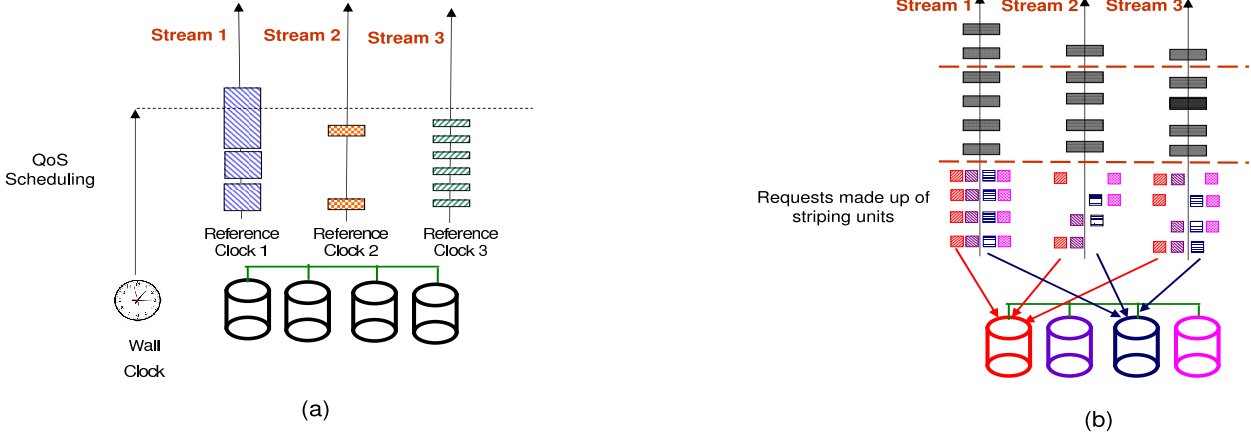 Stream 1
Stream 2
Stream 3
QoS
Scheduling
Reference
Clock 1
Reference
Clock 2
Reference
Clock 3
Wall
Clock
(a)
Stream 1
Stream 2
Stream 3
Requests made up of
striping units
(b)